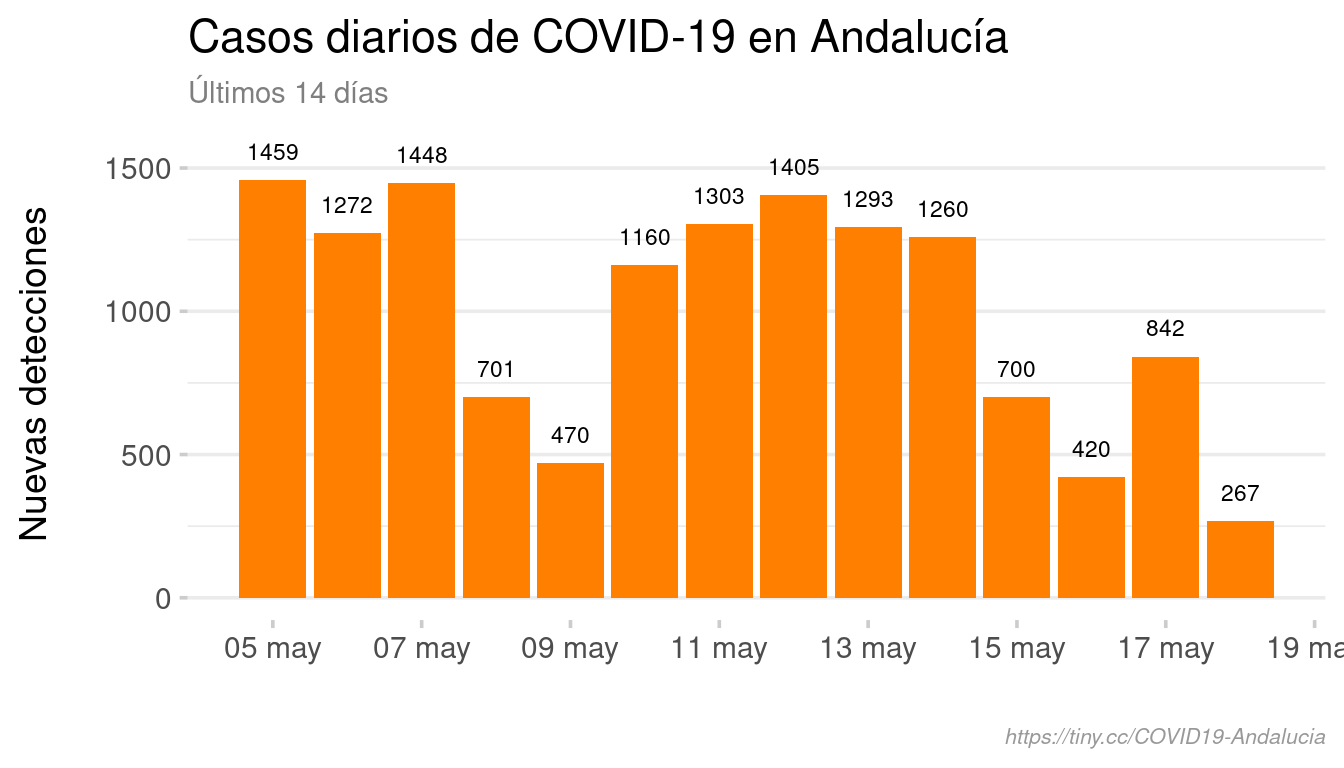 Casos diarios de COVID-19 en Andalucía
Últimos 14 días
Nuevas detecciones
1500
1000
500
0
1459
1272
1448
701
470
1160
1303
1405
1293
1260
700
420
842
267
05 may
07 may
09 may
11 may
13 may
15 may
17 may
19 ma
https://tiny.cc/COVID19-Andalucia